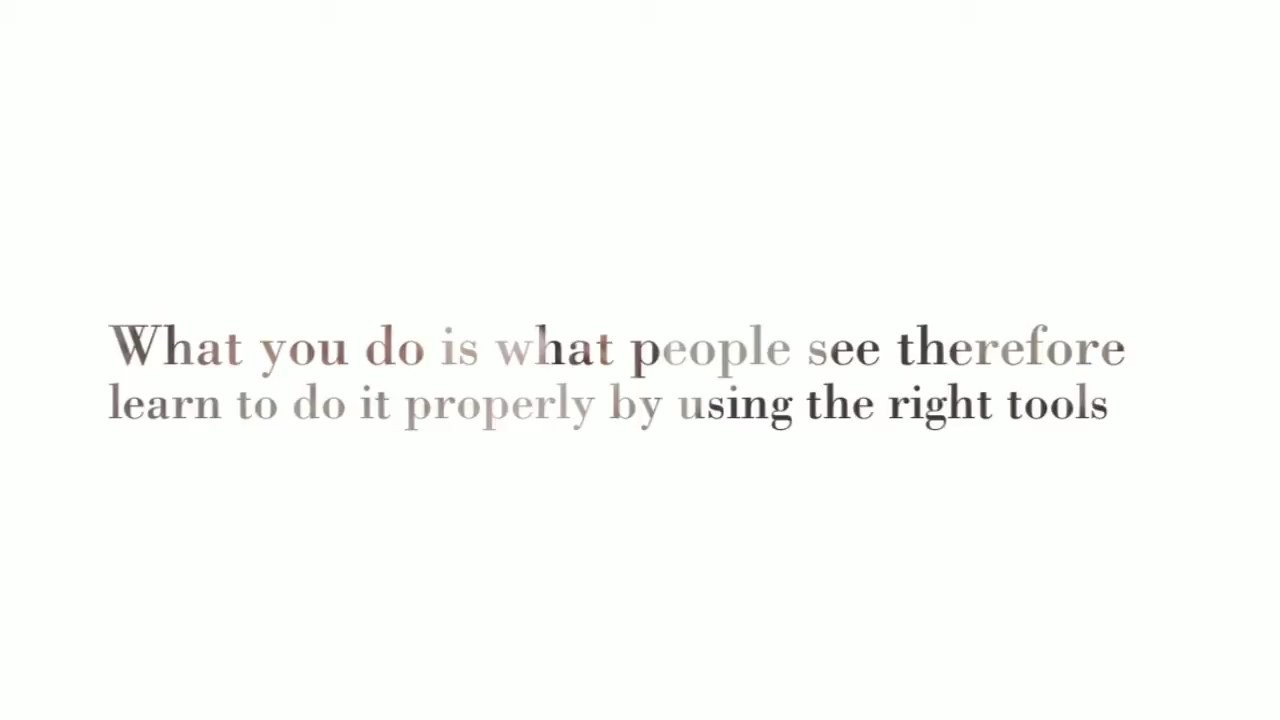 What you do is what people see therefore
learn to do it properly by using the right tools